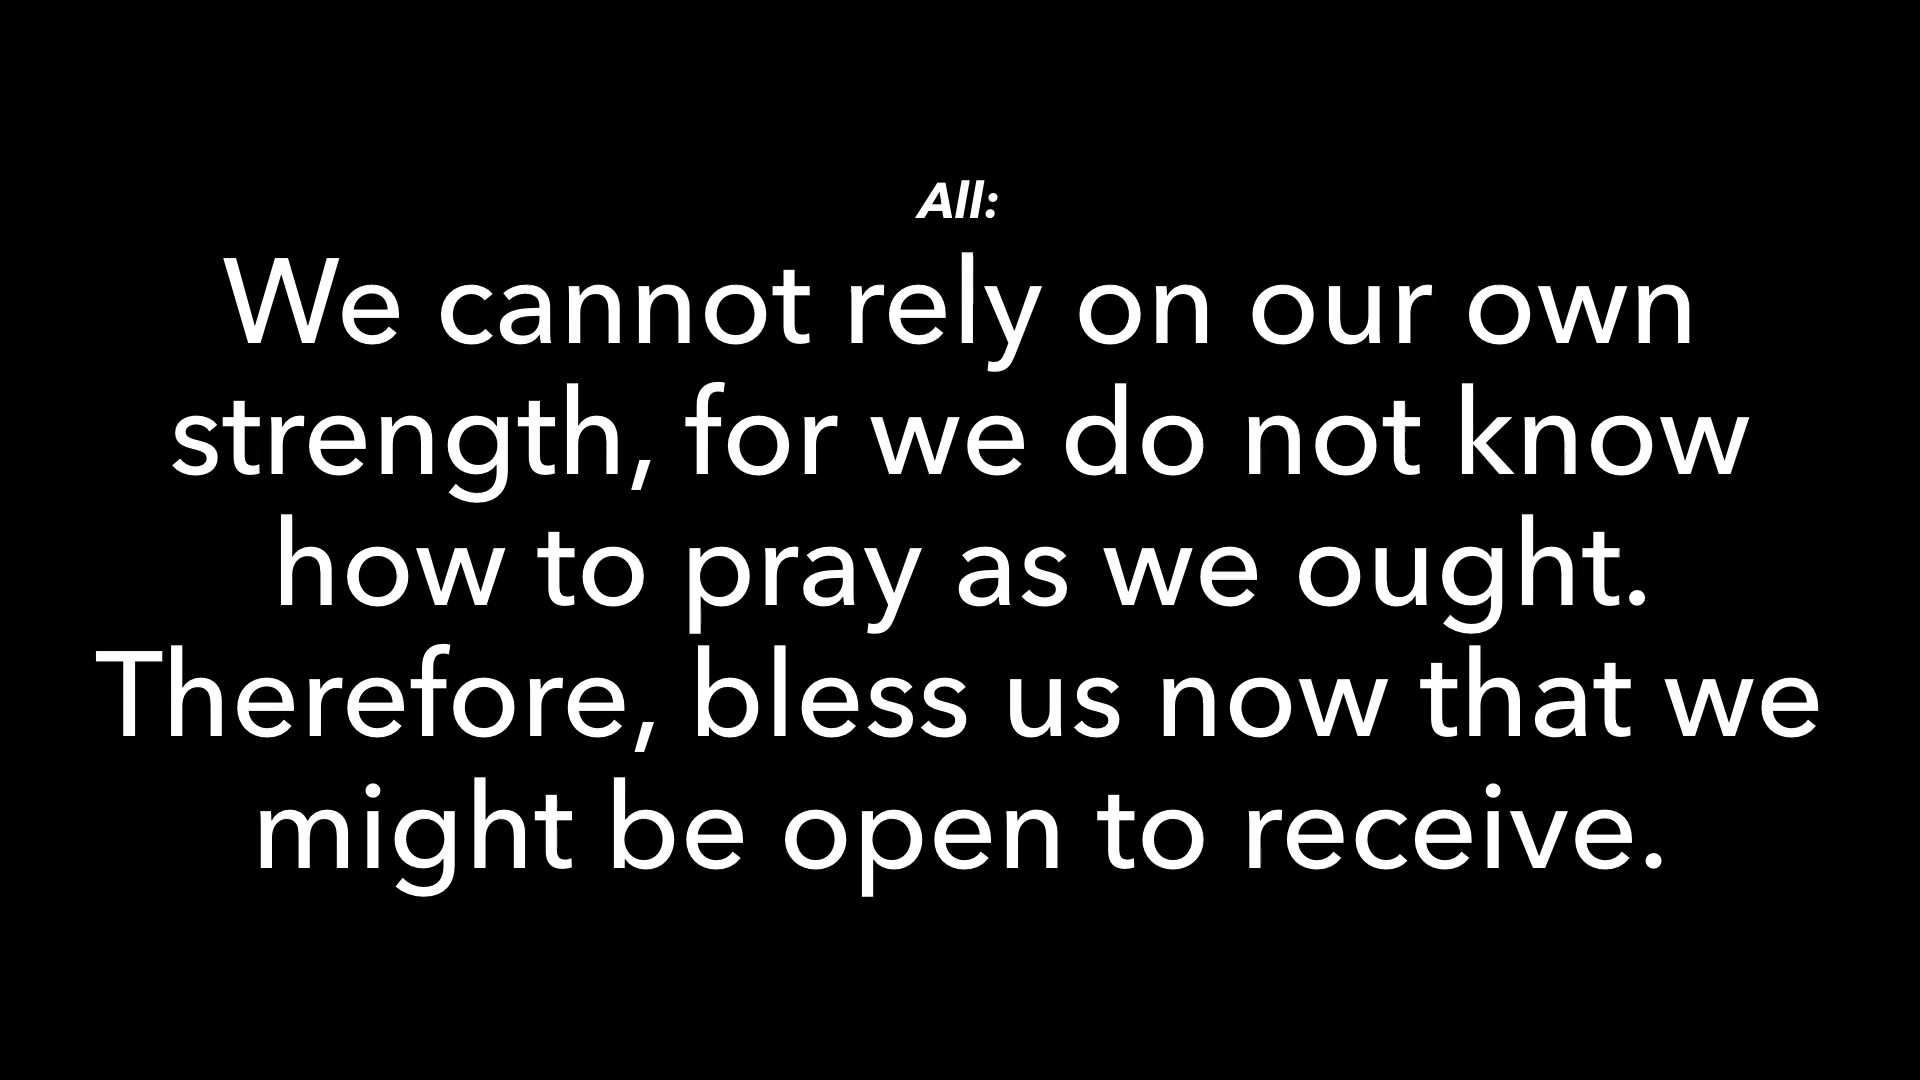 All:
We cannot rely on our own
strength, for we do not know
how to pray as we ought.
Therefore, bless us now that we
might be open to receive.